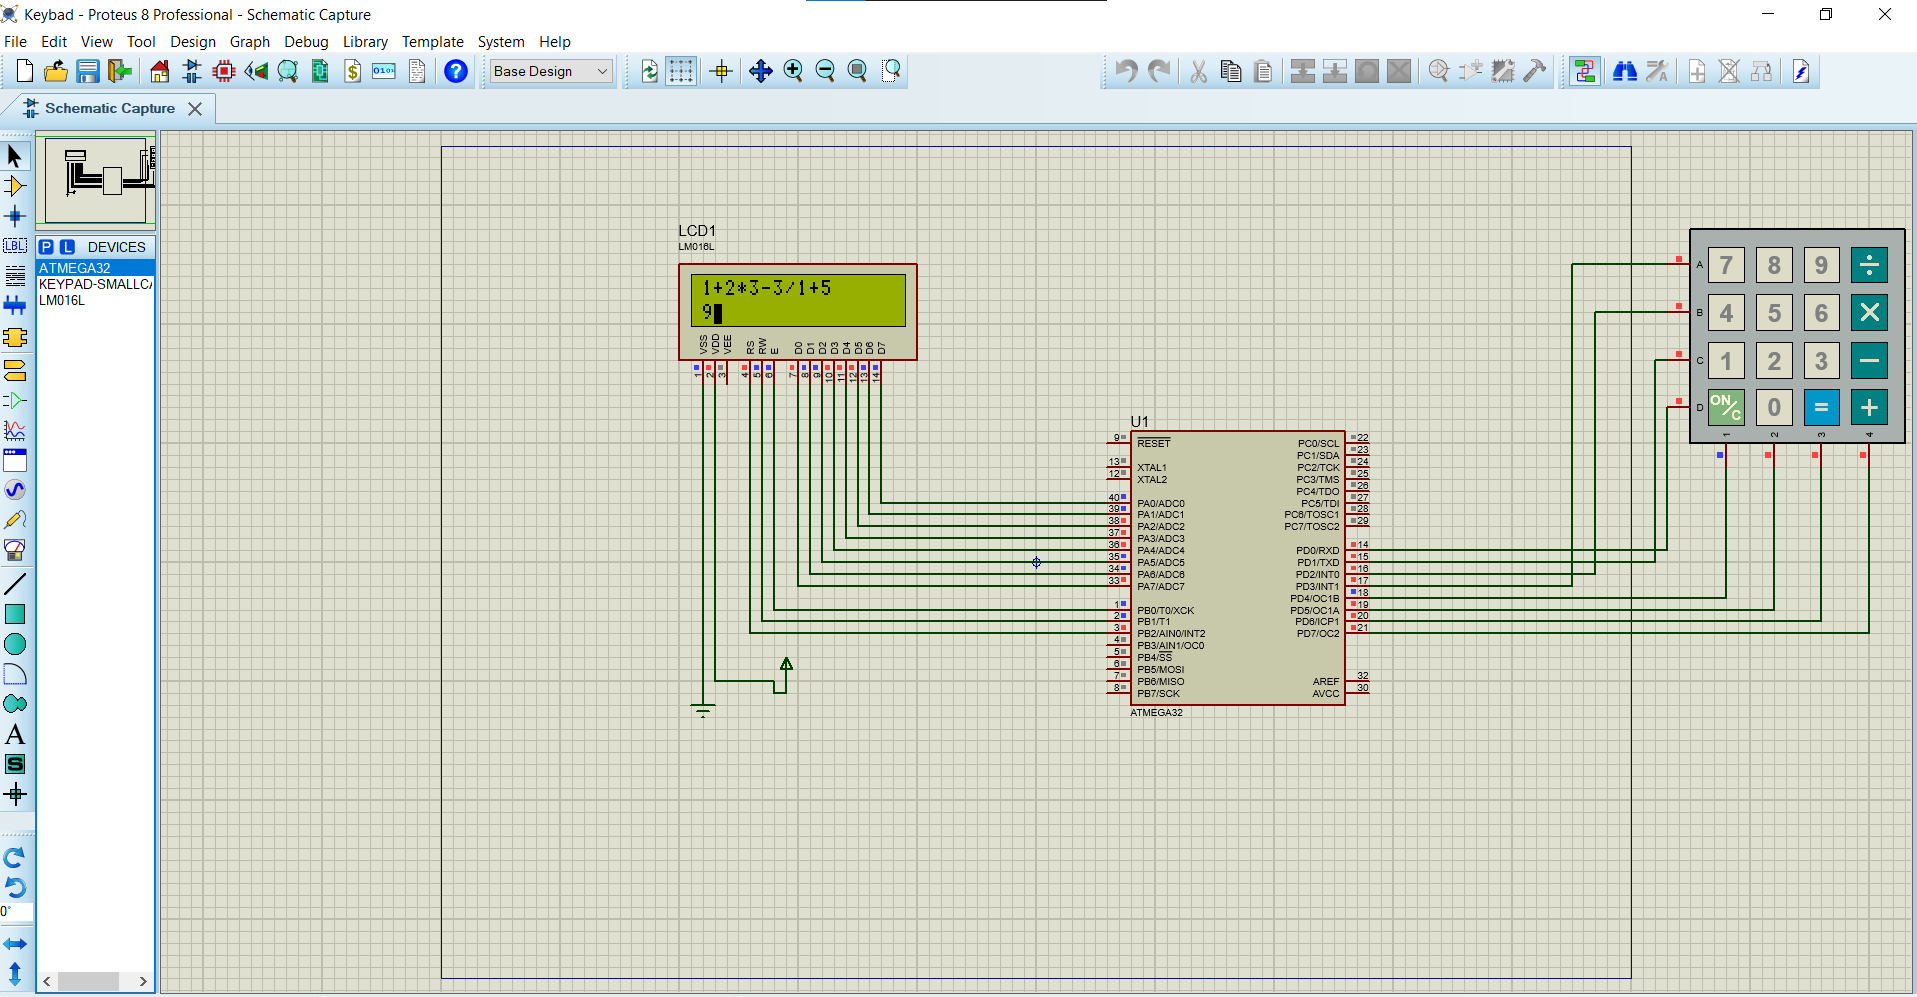 Keybad - Proteus 8 Professional - Schematic Capture
File Edit View Tool Design Graph Debug Library Template System Help
Base Design
Schematic Capture
P L DEVICES
ATMEGA32
KEYPAD-SMALLC
LM016L
LBL
A
S
0°
LCD1
LM016L
1+2*3-3/1+5
9
VSS VDD VEE RS RW E D0 D1 D2 D3 D4 D5 D6 D7
1 2 3 4 5 6 7 8 9 10 11 12 13 14
U1
9 RESET PC0/SCL 22
PC1/SDA 23
13 XTAL1 PC2/TCK 24
12 XTAL2 PC3/TMS 25
PC4/TDO 26
40 PA0/ADC0 PC5/TDI 27
39 PA1/ADC1 PC6/TOSC1 28
38 PA2/ADC2 PC7/TOSC2 29
37 PA3/ADC3
36 PA4/ADC4 PD0/RXD 14
35 PA5/ADC5 PD1/TXD 15
34 PA6/ADC6 PD2/INT0 16
33 PA7/ADC7 PD3/INT1 17
PD4/OC1B 18
1 PB0/T0/XCK PD5/OC1A 19
2 PB1/T1 PD6/ICP1 20
3 PB2/AIN0/INT2 PD7/OC2 21
4 PB3/AIN1/OC0
5 PB4/SS
6 PB5/MOSI
7 PB6/MISO AREF 32
8 PB7/SCK AVCC 30
ATMEGA32
A 7 8 9 ÷
B 4 5 6 ×
C 1 2 3 −
D ON/C 0 = +
1 2 3 4